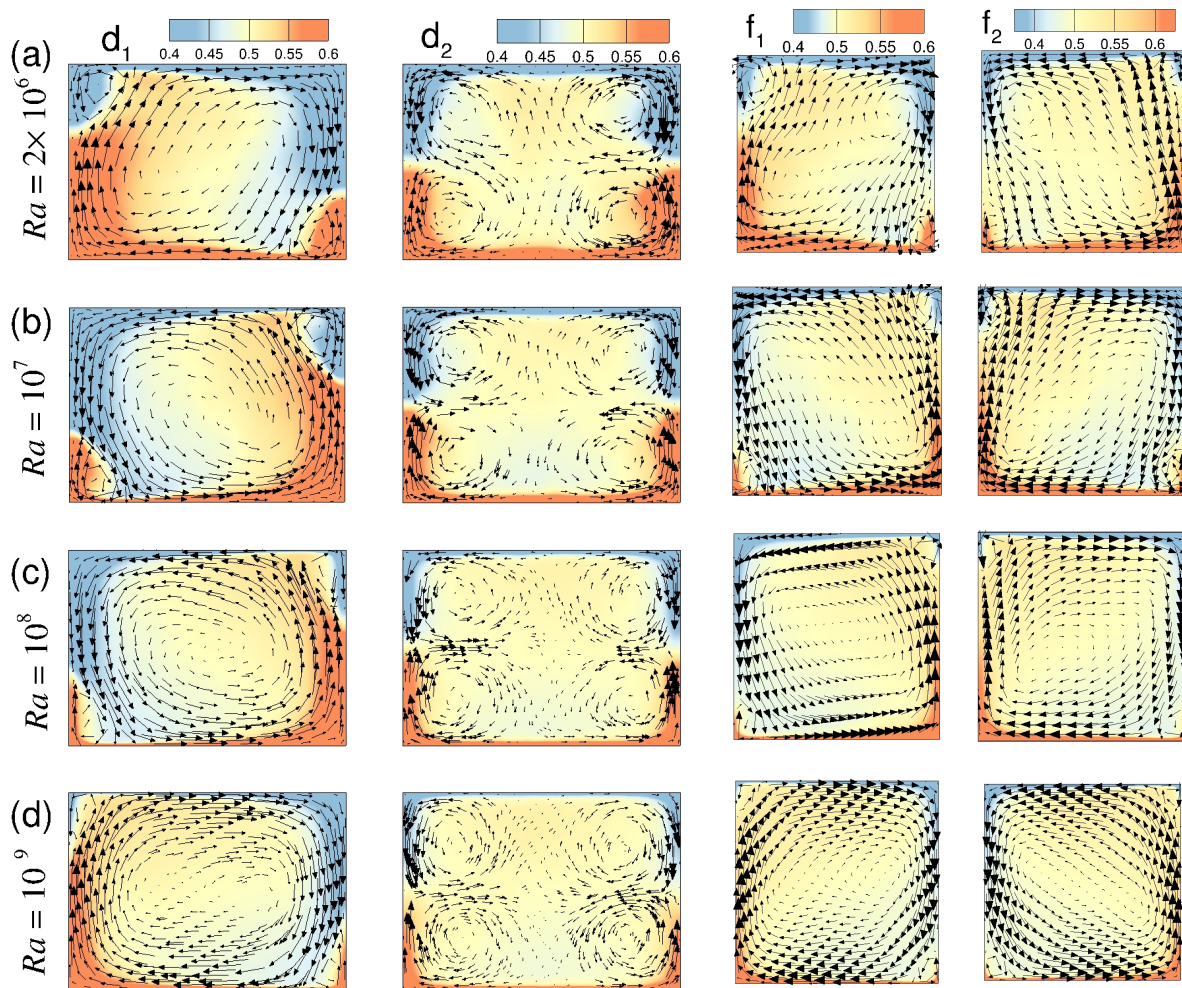 d1 0.4 0.45 0.5 0.55 0.6
d2 0.4 0.45 0.5 0.55 0.6
f1 0.4 0.5 0.55 0.6
f2 0.4 0.5 0.55 0.6
(a) Ra = 2× 10^6
(b) Ra = 10^7
(c) Ra = 10^8
(d) Ra = 10^9